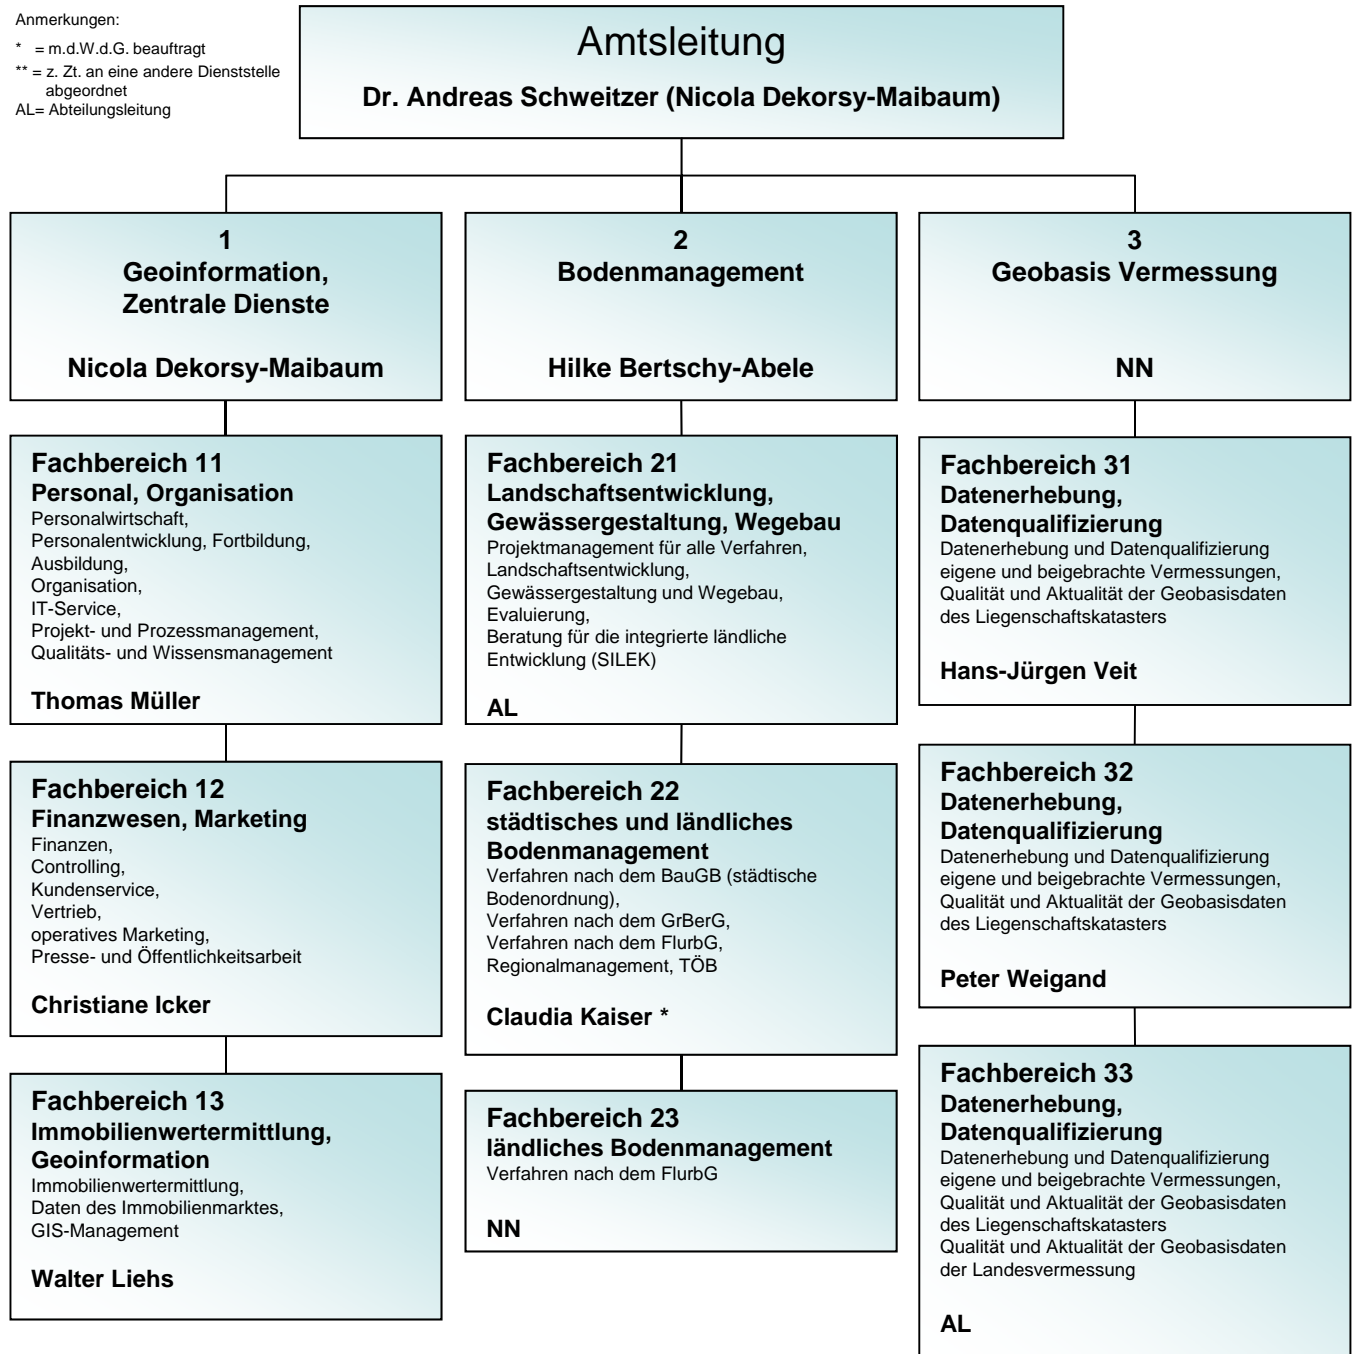 Anmerkungen:
* = m.d.W.d.G. beauftragt
** = z. Zt. an eine andere Dienststelle
abgeordnet
AL= Abteilungsleitung
Amtsleitung
Dr. Andreas Schweitzer (Nicola Dekorsy-Maibaum)
1
Geoinformation,
Zentrale Dienste
Nicola Dekorsy-Maibaum
Fachbereich 11
Personal, Organisation
Personalwirtschaft,
Personalentwicklung, Fortbildung,
Ausbildung,
Organisation,
IT-Service,
Projekt- und Prozessmanagement,
Qualitäts- und Wissensmanagement
Thomas Müller
Fachbereich 12
Finanzwesen, Marketing
Finanzen,
Controlling,
Kundenservice,
Vertrieb,
operatives Marketing,
Presse- und Öffentlichkeitsarbeit
Christiane Icker
Fachbereich 13
Immobilienwertermittlung,
Geoinformation
Immobilienwertermittlung,
Daten des Immobilienmarktes,
GIS-Management
Walter Liehs
2
Bodenmanagement
Hilke Bertschy-Abele
Fachbereich 21
Landschaftsentwicklung,
Gewässergestaltung, Wegebau
Projektmanagement für alle Verfahren,
Landschaftsentwicklung,
Gewässergestaltung und Wegebau,
Evaluierung,
Beratung für die integrierte ländliche
Entwicklung (SILEK)
AL
Fachbereich 22
städtisches und ländliches
Bodenmanagement
Verfahren nach dem BauGB (städtische
Bodenordnung),
Verfahren nach dem GrBerG,
Verfahren nach dem FlurbG,
Regionalmanagement, TÖB
Claudia Kaiser *
Fachbereich 23
ländliches Bodenmanagement
Verfahren nach dem FlurbG
NN
3
Geobasis Vermessung
NN
Fachbereich 31
Datenerhebung,
Datenqualifizierung
Datenerhebung und Datenqualifizierung
eigene und beigebrachte Vermessungen,
Qualität und Aktualität der Geobasisdaten
des Liegenschaftskatasters
Hans-Jürgen Veit
Fachbereich 32
Datenerhebung,
Datenqualifizierung
Datenerhebung und Datenqualifizierung
eigene und beigebrachte Vermessungen,
Qualität und Aktualität der Geobasisdaten
des Liegenschaftskatasters
Peter Weigand
Fachbereich 33
Datenerhebung,
Datenqualifizierung
Datenerhebung und Datenqualifizierung
eigene und beigebrachte Vermessungen,
Qualität und Aktualität der Geobasisdaten
des Liegenschaftskatasters
Qualität und Aktualität der Geobasisdaten
der Landesvermessung
AL